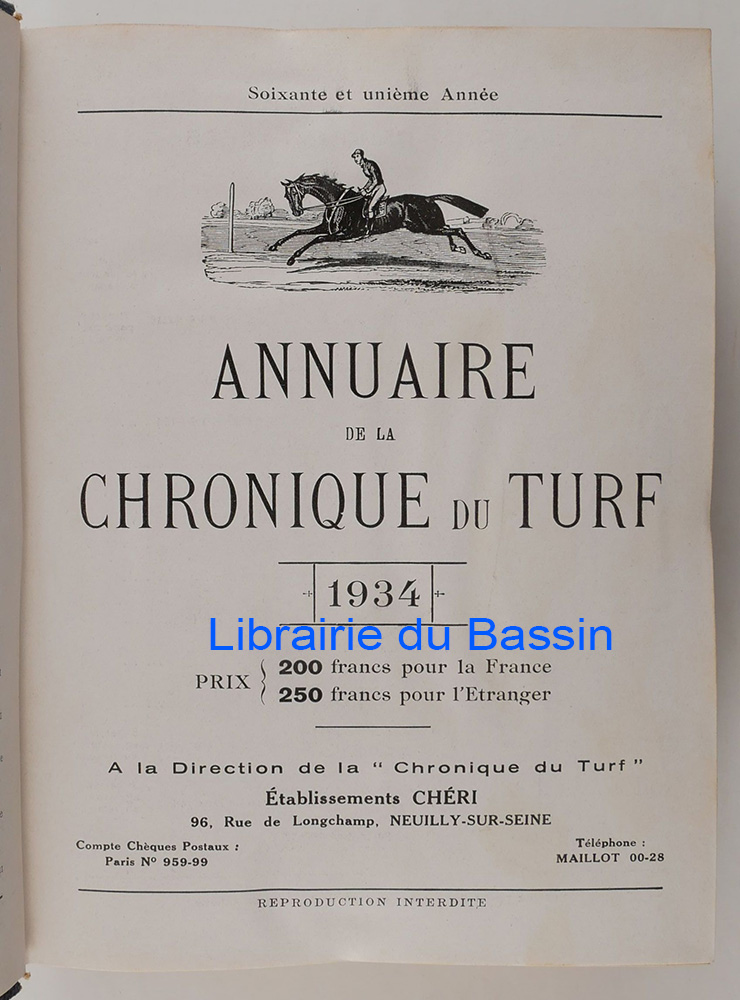 Soixante et unième Année
ANNUAIRE
DE LA
CHRONIQUE DU TURF
1934
Librairie du Bassin
PRIX { 200 francs pour la France
250 francs pour l'Etranger
A la Direction de la " Chronique du Turf "
Établissements CHÉRI
96, Rue de Longchamp, NEUILLY-SUR-SEINE
Compte Chèques Postaux :
Paris Nº 959-99
Téléphone :
MAILLOT 00-28
REPRODUCTION INTERDITE